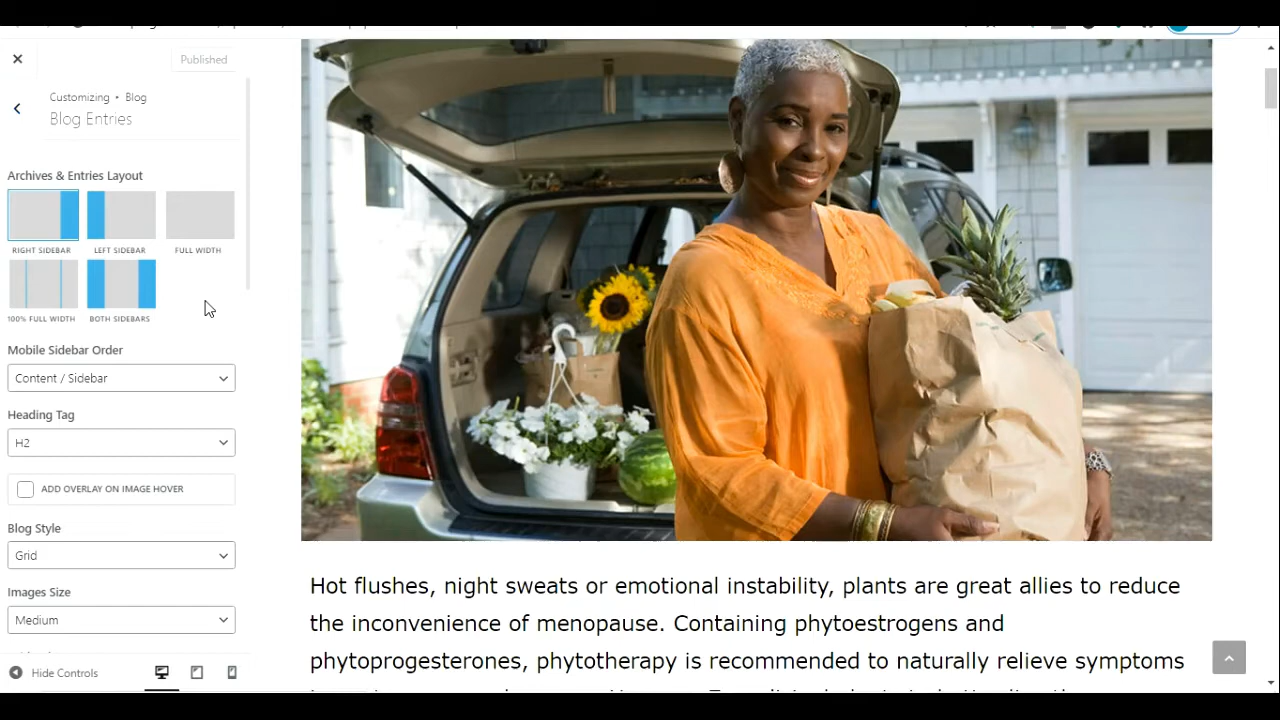 Published
Customizing • Blog
Blog Entries
Archives & Entries Layout
RIGHT SIDEBAR
LEFT SIDEBAR
FULL WIDTH
100% FULL WIDTH
BOTH SIDEBARS
Mobile Sidebar Order
Content / Sidebar
Heading Tag
H2
ADD OVERLAY ON IMAGE HOVER
Blog Style
Grid
Images Size
Medium
Hide Controls
Hot flushes, night sweats or emotional instability, plants are great allies to reduce
the inconvenience of menopause. Containing phytoestrogens and
phytoprogesterones, phytotherapy is recommended to naturally relieve symptoms